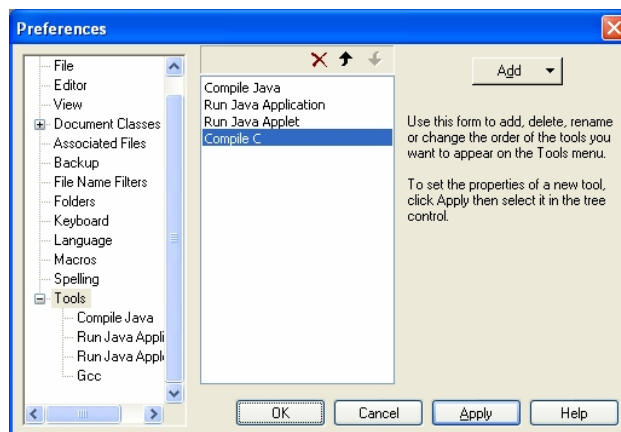 Preferences
File
Editor
View
Document Classes
Associated Files
Backup
File Name Filters
Folders
Keyboard
Language
Macros
Spelling
Tools
Compile Java
Run Java Appli
Run Java Appl
Gcc
Compile Java
Run Java Application
Run Java Applet
Compile C
Add
Use this form to add, delete, rename
or change the order of the tools you
want to appear on the Tools menu.
To set the properties of a new tool,
click Apply then select it in the tree
control.
OK
Cancel
Apply
Help